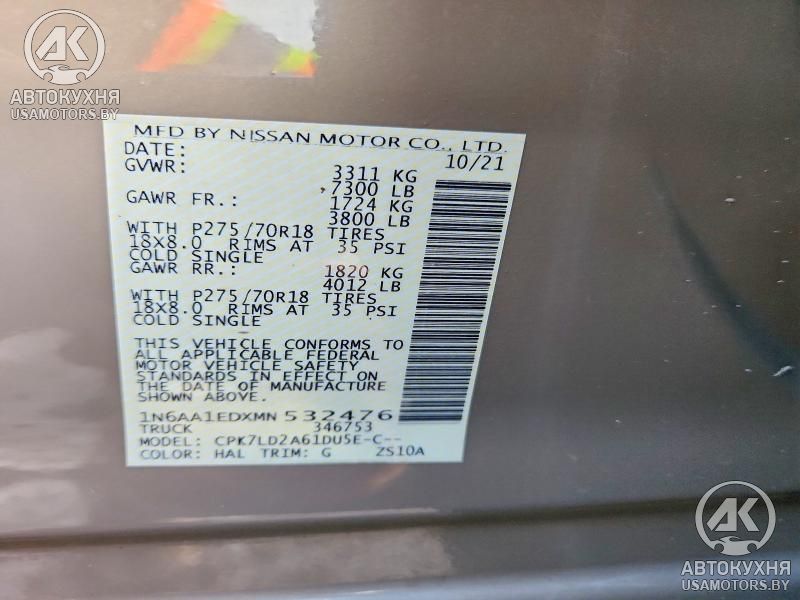 АК
АВТОКУХНЯ
USAMOTORS.BY
MFD BY NISSAN MOTOR CO., LTD.
DATE: 10/21
GVWR: 3311 KG
7300 LB
GAWR FR.: 1724 KG
3800 LB
WITH P275/70R18 TIRES
18X8.0 RIMS AT 35 PSI
COLD SINGLE
GAWR RR.: 1820 KG
4012 LB
WITH P275/70R18 TIRES
18X8.0 RIMS AT 35 PSI
COLD SINGLE
THIS VEHICLE CONFORMS TO
ALL APPLICABLE FEDERAL
MOTOR VEHICLE SAFETY
STANDARDS IN EFFECT ON
THE DATE OF MANUFACTURE
SHOWN ABOVE.
1N6AA1EDXMN 532476
TRUCK 346753
MODEL: CPK7LD2A61DU5E-C--
COLOR: HAL TRIM: G ZS10A
АК
АВТОКУХНЯ
USAMOTORS.BY